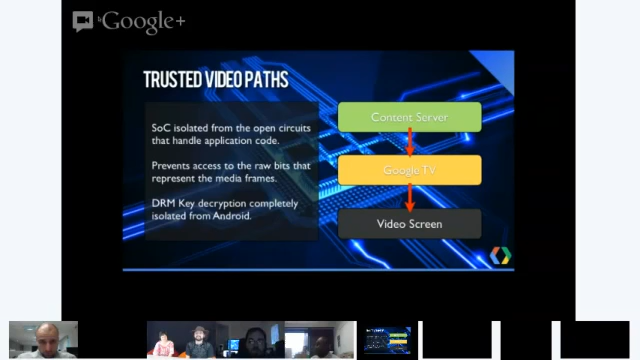 Google+
TRUSTED VIDEO PATHS
SoC isolated from the open circuits
that handle application code.
Prevents access to the raw bits that
represent the media frames.
DRM Key decryption completely
isolated from Android.
Content Server
Google TV
Video Screen